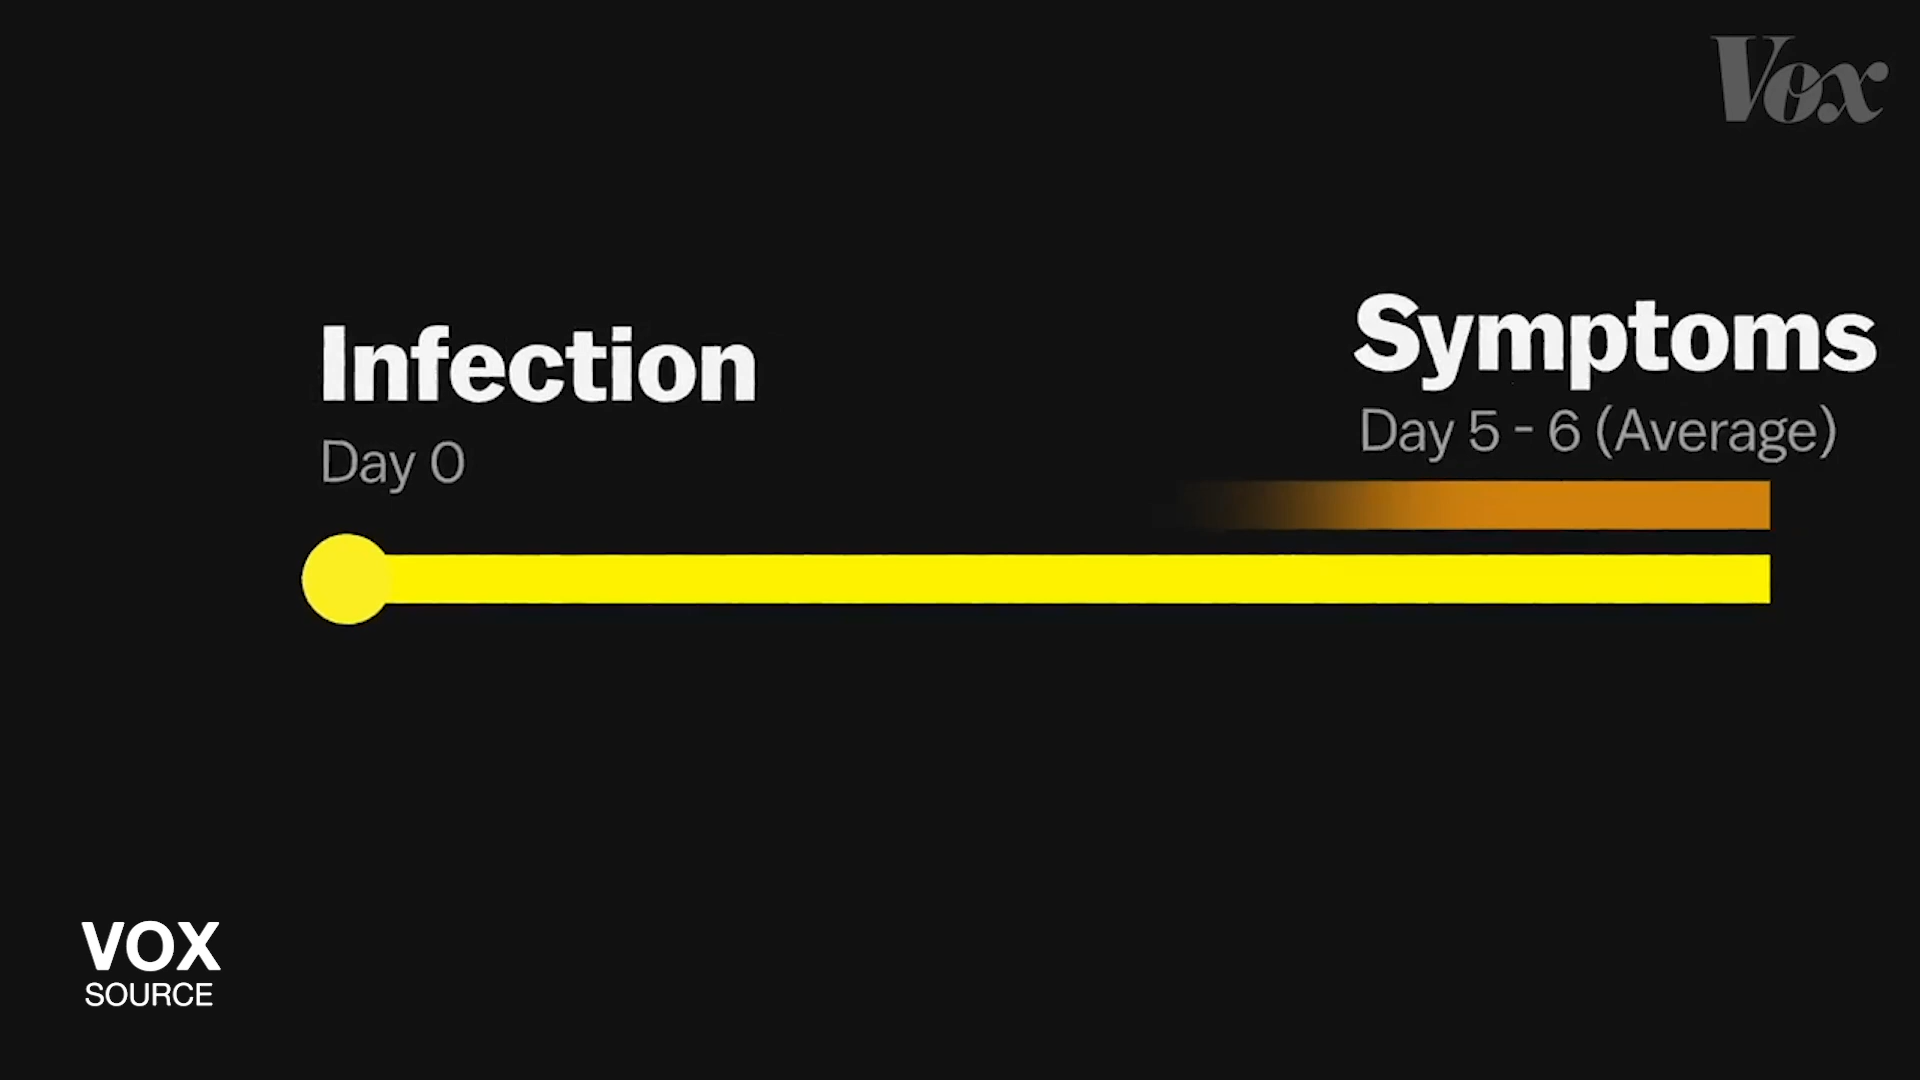 Vox
Infection
Day 0
Symptoms
Day 5 - 6 (Average)
VOX
SOURCE